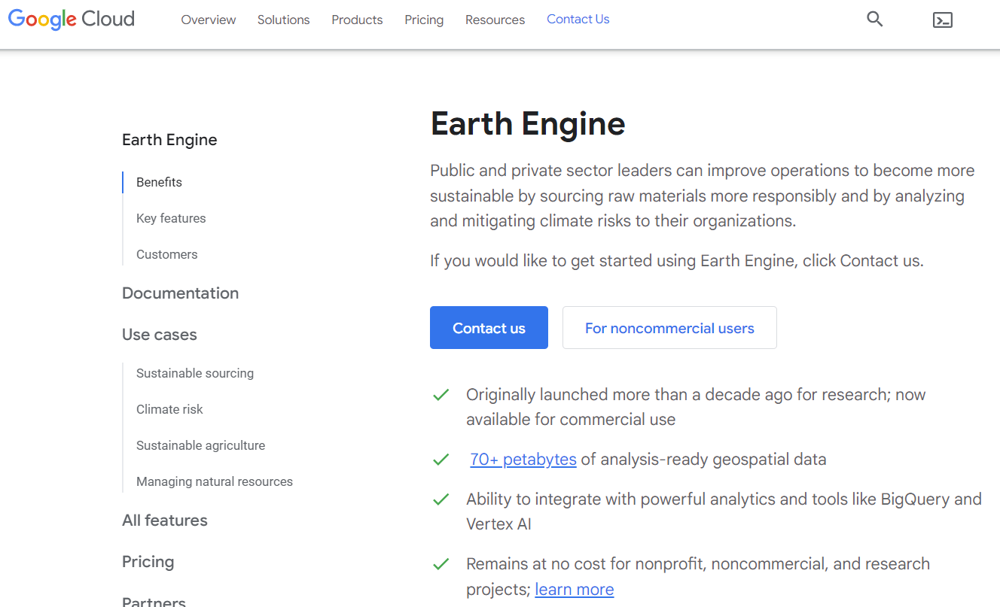 Google Cloud
Overview
Solutions
Products
Pricing
Resources
Contact Us
Earth Engine
Benefits
Key features
Customers
Documentation
Use cases
Sustainable sourcing
Climate risk
Sustainable agriculture
Managing natural resources
All features
Pricing
Partners
Earth Engine
Public and private sector leaders can improve operations to become more
sustainable by sourcing raw materials more responsibly and by analyzing
and mitigating climate risks to their organizations.
If you would like to get started using Earth Engine, click Contact us.
Contact us
For noncommercial users
Originally launched more than a decade ago for research; now
available for commercial use
70+ petabytes of analysis-ready geospatial data
Ability to integrate with powerful analytics and tools like BigQuery and
Vertex AI
Remains at no cost for nonprofit, noncommercial, and research
projects; learn more